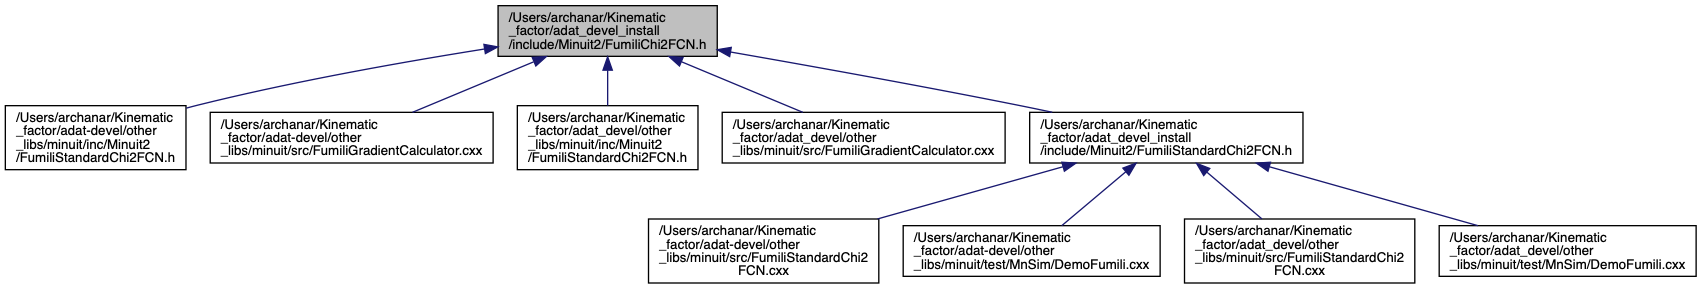 /Users/archanar/Kinematic
_factor/adat_devel_install
/include/Minuit2/FumiliChi2FCN.h
/Users/archanar/Kinematic
_factor/adat-devel/other
_libs/minuit/inc/Minuit2
/FumiliStandardChi2FCN.h
/Users/archanar/Kinematic
_factor/adat-devel/other
_libs/minuit/src/FumiliGradientCalculator.cxx
/Users/archanar/Kinematic
_factor/adat_devel/other
_libs/minuit/inc/Minuit2
/FumiliStandardChi2FCN.h
/Users/archanar/Kinematic
_factor/adat_devel/other
_libs/minuit/src/FumiliGradientCalculator.cxx
/Users/archanar/Kinematic
_factor/adat_devel_install
/include/Minuit2/FumiliStandardChi2FCN.h
/Users/archanar/Kinematic
_factor/adat-devel/other
_libs/minuit/src/FumiliStandardChi2
FCN.cxx
/Users/archanar/Kinematic
_factor/adat-devel/other
_libs/minuit/test/MnSim/DemoFumili.cxx
/Users/archanar/Kinematic
_factor/adat_devel/other
_libs/minuit/src/FumiliStandardChi2
FCN.cxx
/Users/archanar/Kinematic
_factor/adat_devel/other
_libs/minuit/test/MnSim/DemoFumili.cxx